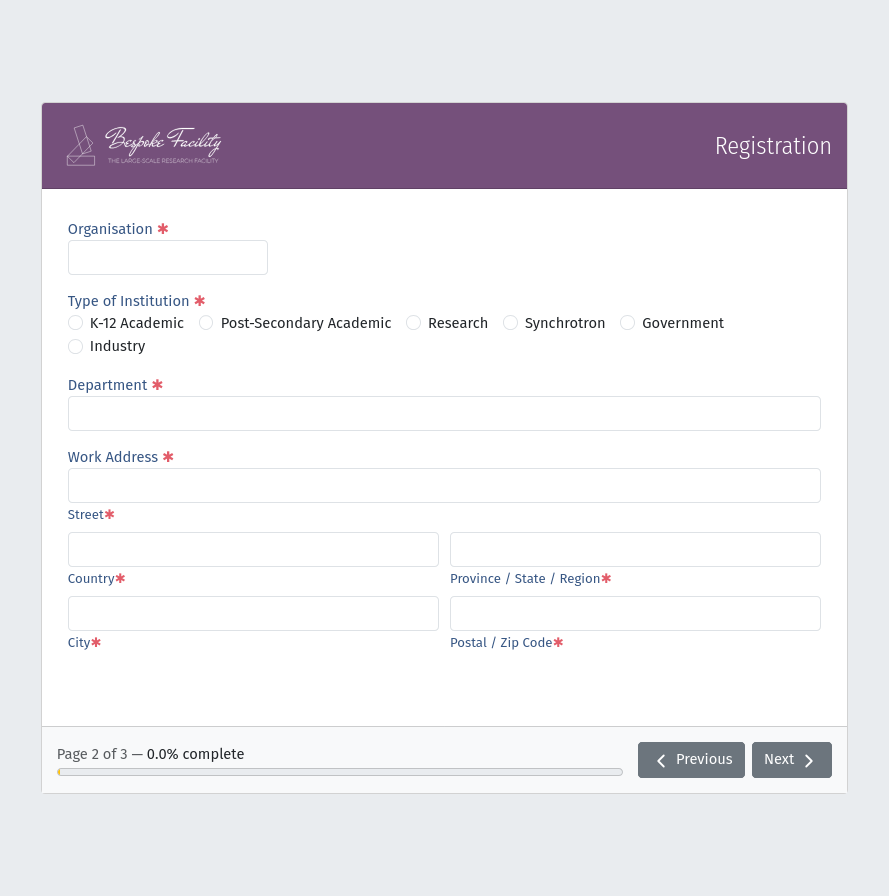 Bespoke Facility
THE LARGE-SCALE RESEARCH FACILITY
Registration
Organisation ✱
Type of Institution ✱
K-12 Academic Post-Secondary Academic Research Synchrotron Government
Industry
Department ✱
Work Address ✱
Street✱
Country✱ Province / State / Region✱
City✱ Postal / Zip Code✱
Page 2 of 3 — 0.0% complete
Previous Next